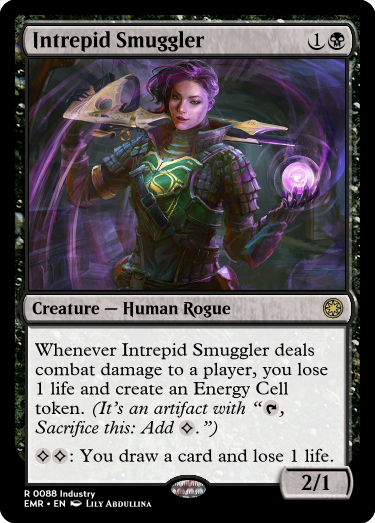 Intrepid Smuggler 1
Creature — Human Rogue
Whenever Intrepid Smuggler deals
combat damage to a player, you lose
1 life and create an Energy Cell
token. (It's an artifact with “,
Sacrifice this: Add .”)
: You draw a card and lose 1 life.
2/1
R 0088 Industry
EMR • EN Lily Abdullina